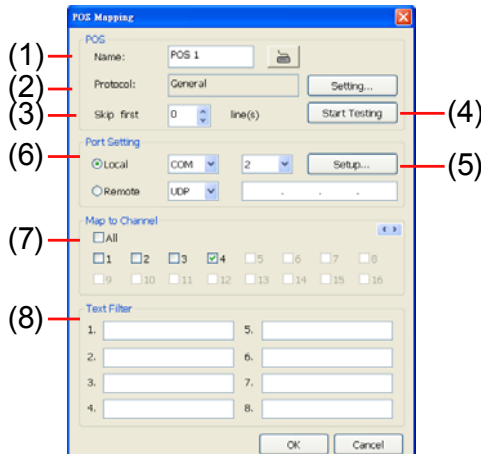 POS Mapping
POS
(1) Name: POS 1
(2) Protocol: General Setting...
(3) Skip first 0 line(s) Start Testing (4)
Port Setting
(6) Local COM 2 Setup... (5)
Remote UDP . . .
Map to Channel
(7) All
1 2 3 4 5 6 7 8
9 10 11 12 13 14 15 16
(8) Text Filter
1. 5.
2. 6.
3. 7.
4. 8.
OK Cancel